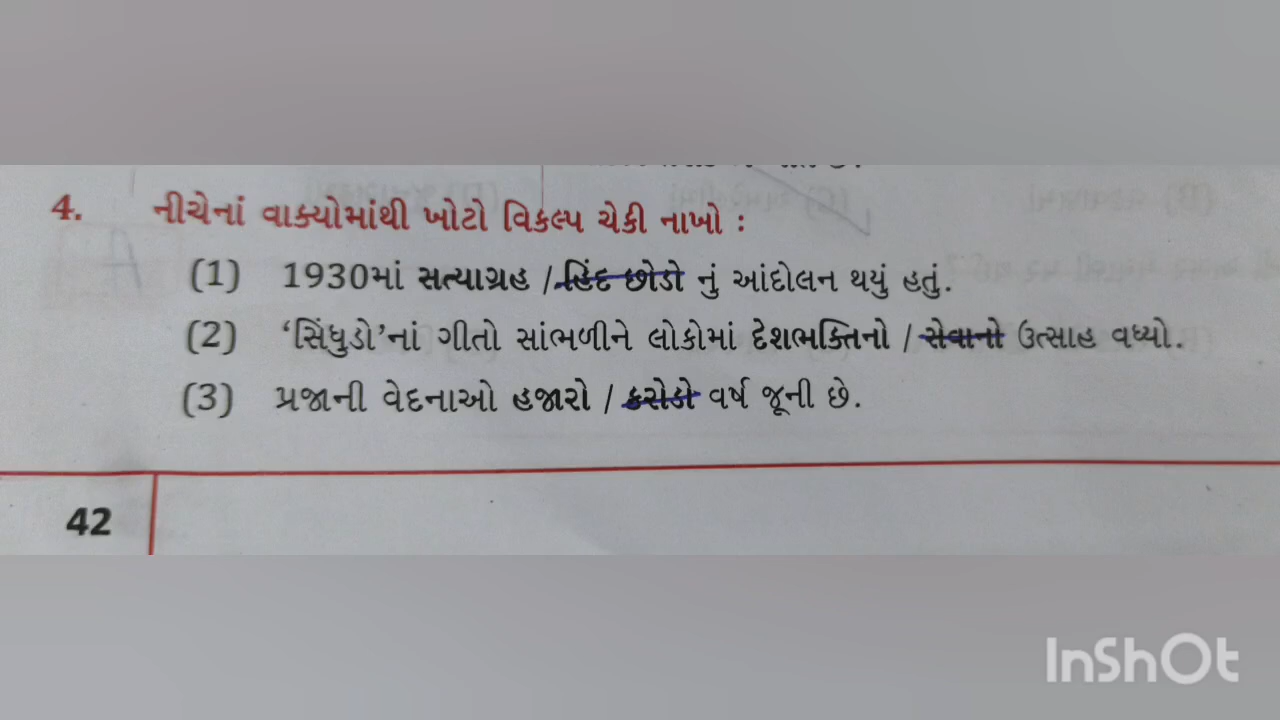 4. નીચેનાં વાક્યોમાંથી ખોટો વિકલ્પ ચેકી નાખો :
(1) 1930માં સત્યાગ્રહ / હિંદ છોડો નું આંદોલન થયું હતું.
(2) ‘સિંધુડો’નાં ગીતો સાંભળીને લોકોમાં દેશભક્તિનો / સેવાનો ઉત્સાહ વધ્યો.
(3) પ્રજાની વેદનાઓ હજારો / કરોડો વર્ષ જૂની છે.
42
InShOt